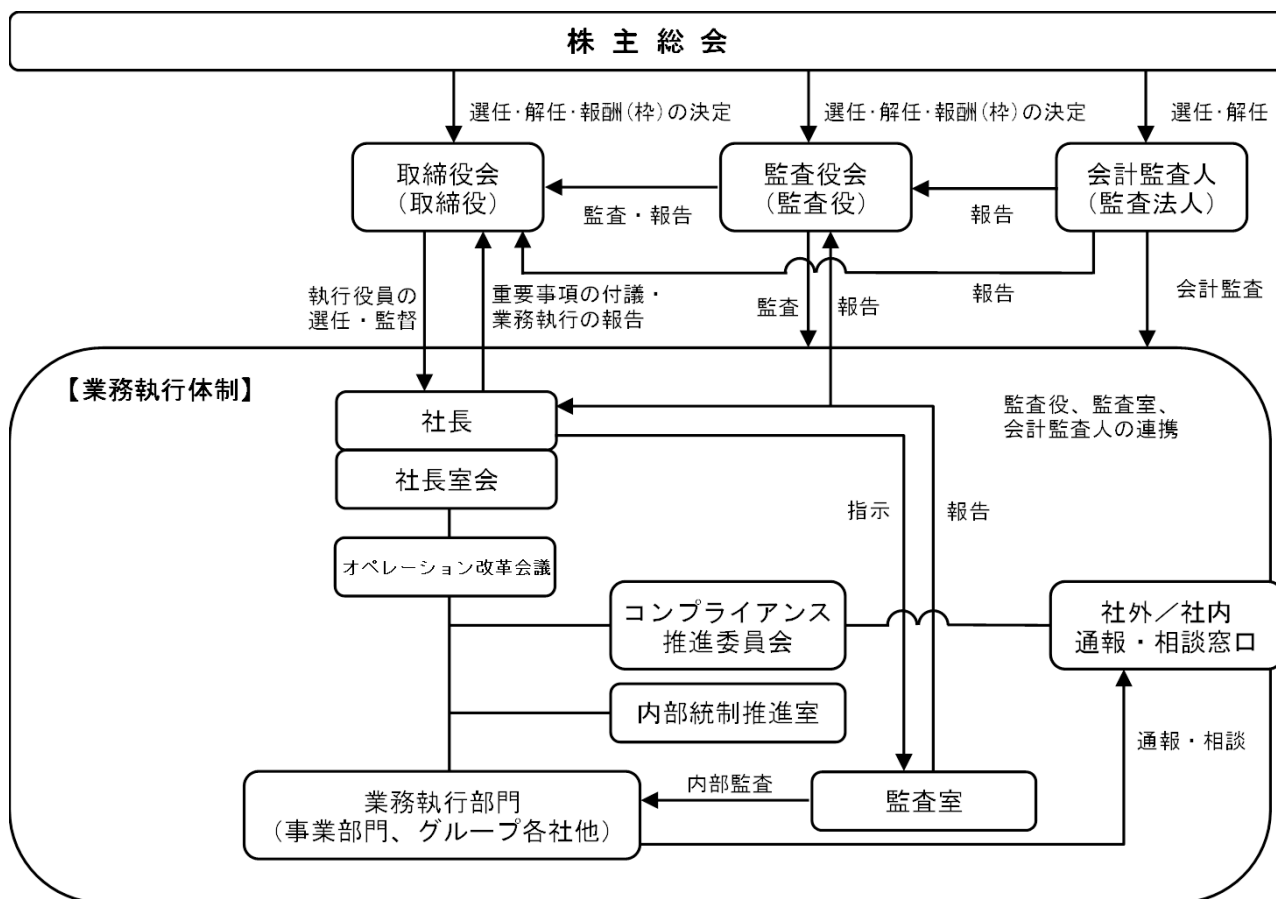 株主総会
選任・解任・報酬(枠)の決定
選任・解任・報酬(枠)の決定
選任・解任
取締役会
(取締役)
監査役会
(監査役)
会計監査人
(監査法人)
監査・報告
報告
執行役員の
選任・監督
重要事項の付議・
業務執行の報告
監査
報告
報告
会計監査
【業務執行体制】
社長
監査役、監査室、
会計監査人の連携
社長室会
指示
報告
オペレーション改革会議
コンプライアンス
推進委員会
社外/社内
通報・相談窓口
内部統制推進室
通報・相談
業務執行部門
(事業部門、グループ各社他)
内部監査
監査室